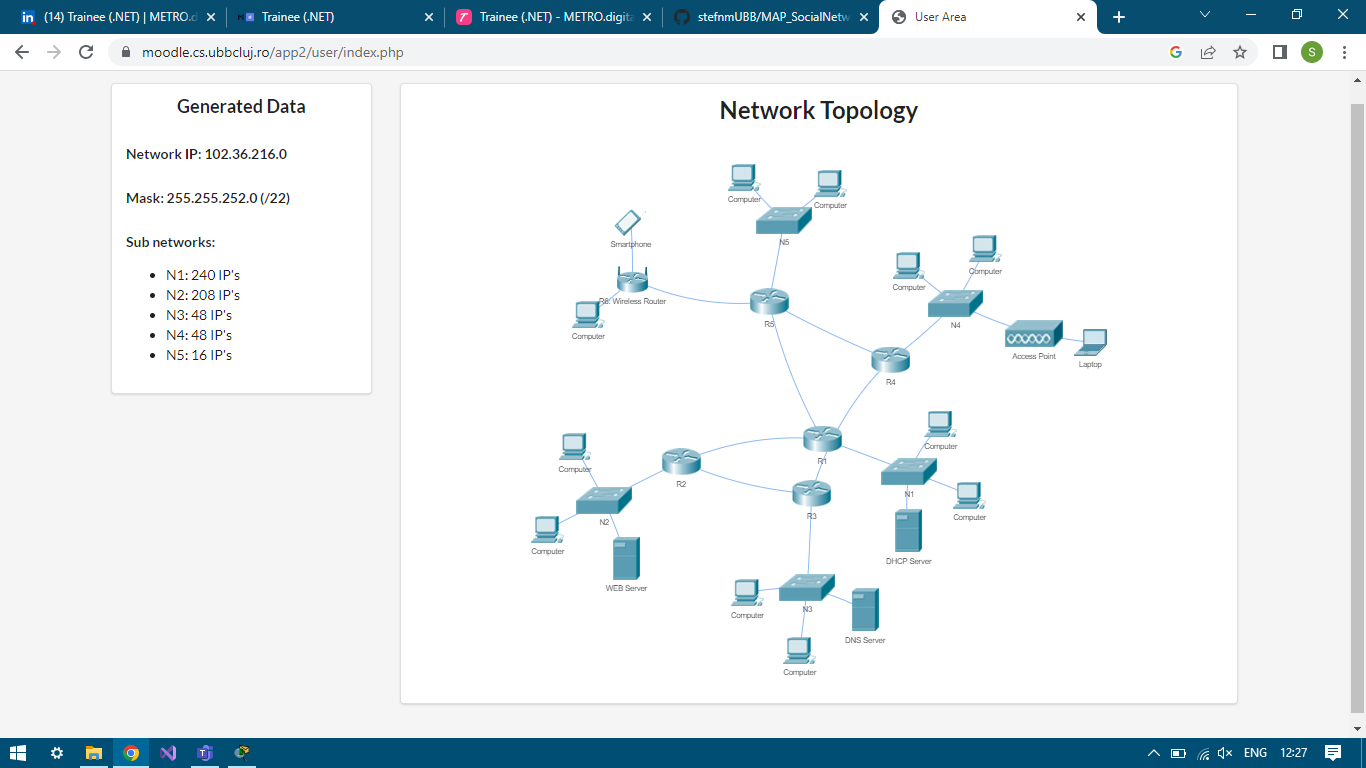 (14) Trainee (.NET) | METRO.d
Trainee (.NET)
Trainee (.NET) - METRO.digita
stefnmUBB/MAP_SocialNetw
User Area
moodle.cs.ubbcluj.ro/app2/user/index.php
S
Generated Data
Network IP: 102.36.216.0
Mask: 255.255.252.0 (/22)
Sub networks:
N1: 240 IP's
N2: 208 IP's
N3: 48 IP's
N4: 48 IP's
N5: 16 IP's
Network Topology
Computer
Computer
N5
Smartphone
R6: Wireless Router
Computer
R5
Computer
Computer
N4
Access Point
Laptop
R4
Computer
R1
N1
Computer
DHCP Server
Computer
R2
N2
Computer
WEB Server
R3
Computer
N3
DNS Server
Computer
ENG
12:27